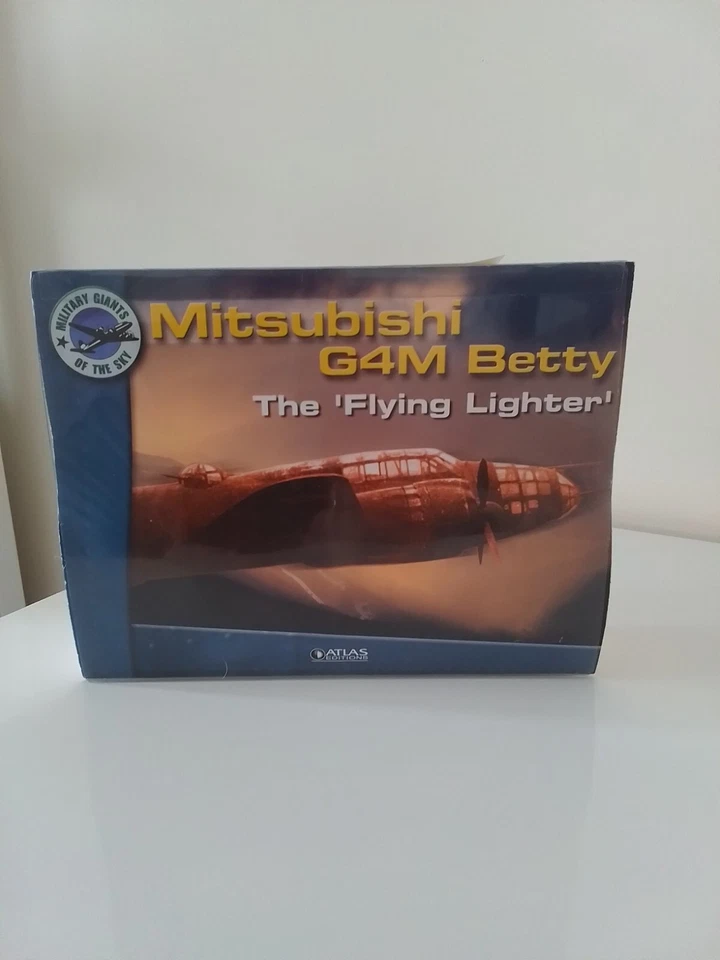 MILITARY GIANTS
OF THE SKY
Mitsubishi
G4M Betty
The 'Flying Lighter'
ATLAS
EDITIONS